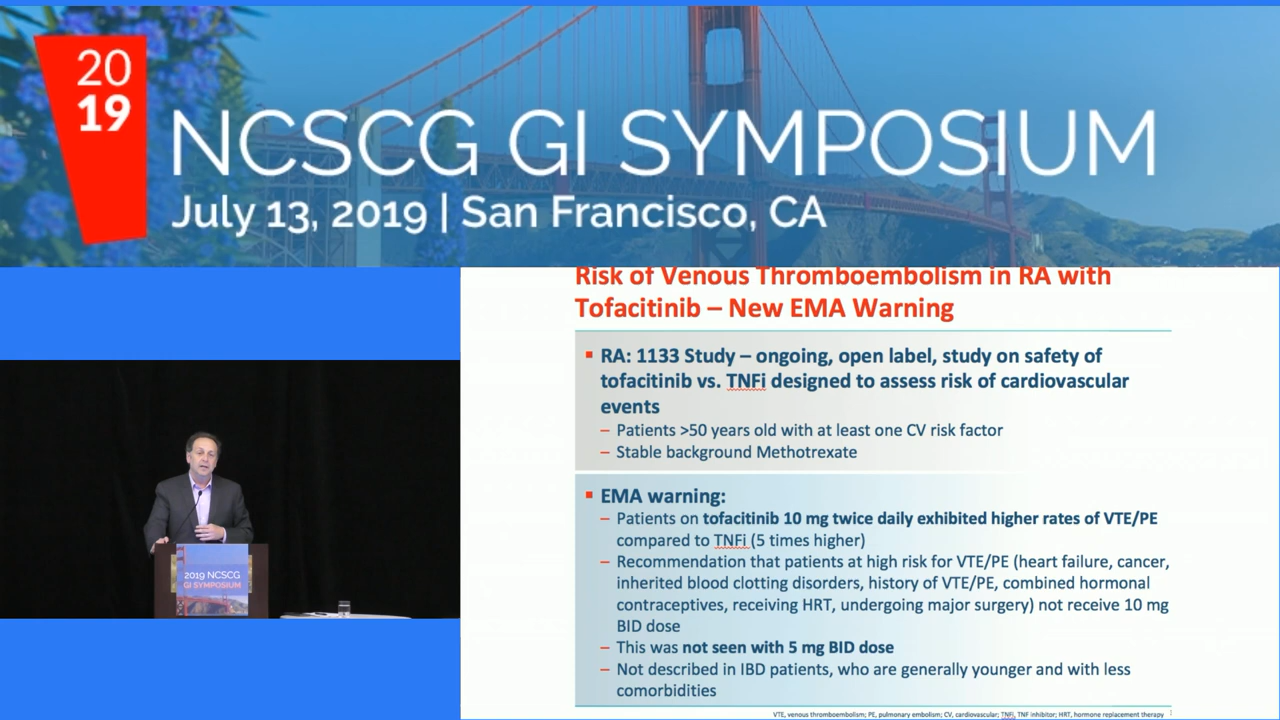 20
19
NCSCG GI SYMPOSIUM
July 13, 2019 | San Francisco, CA
Risk of Venous Thromboembolism in RA with
Tofacitinib – New EMA Warning
RA: 1133 Study – ongoing, open label, study on safety of
tofacitinib vs. TNFi designed to assess risk of cardiovascular
events
– Patients >50 years old with at least one CV risk factor
– Stable background Methotrexate
EMA warning:
– Patients on tofacitinib 10 mg twice daily exhibited higher rates of VTE/PE
compared to TNFi (5 times higher)
– Recommendation that patients at high risk for VTE/PE (heart failure, cancer,
inherited blood clotting disorders, history of VTE/PE, combined hormonal
contraceptives, receiving HRT, undergoing major surgery) not receive 10 mg
BID dose
– This was not seen with 5 mg BID dose
– Not described in IBD patients, who are generally younger and with less
comorbidities
VTE, venous thromboembolism; PE, pulmonary embolism; CV, cardiovascular; TNFi, TNF inhibitor; HRT, hormone replacement therapy
2019 NCSCG
GI SYMPOSIUM